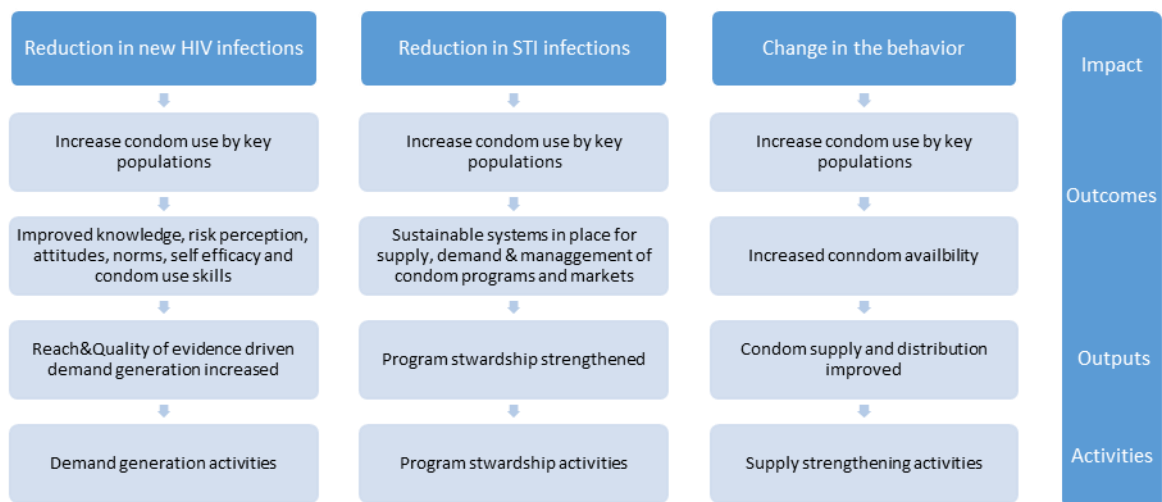 Reduction in new HIV infections
Reduction in STI infections
Change in the behavior
Impact
Increase condom use by key
populations
Increase condom use by key
populations
Increase condom use by key
populations
Outcomes
Improved knowledge, risk perception,
attitudes, norms, self efficacy and
condom use skills
Sustainable systems in place for
supply, demand & managgement of
condom programs and markets
Increased conndom availbility
Reach&Quality of evidence driven
demand generation increased
Program stwardship strengthened
Condom supply and distribution
improved
Outputs
Demand generation activities
Program stwardship activities
Supply strengthening activities
Activities